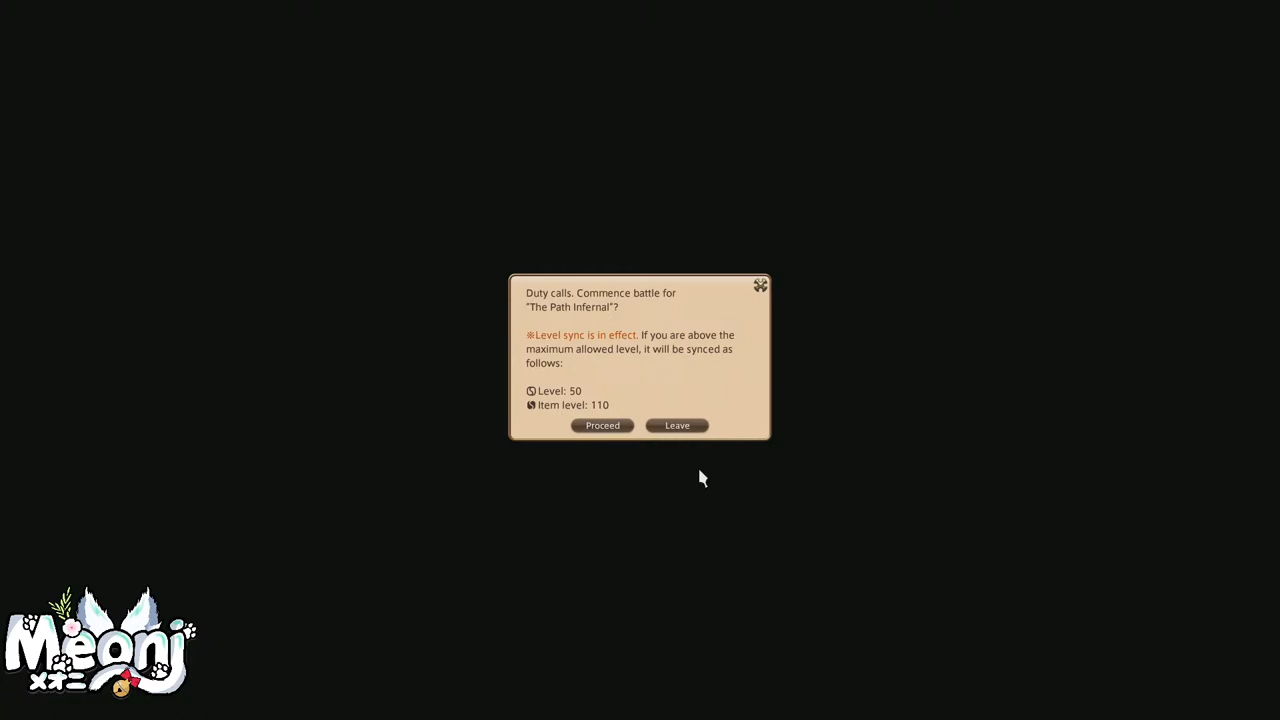 Duty calls. Commence battle for
"The Path Infernal"?
※Level sync is in effect. If you are above the
maximum allowed level, it will be synced as
follows:
Level: 50
Item level: 110
Proceed Leave
Meoni
メオニ